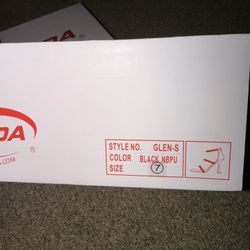 DA
®
.COM
STYLE NO. GLEN-S
COLOR BLACK NBPU
SIZE 7